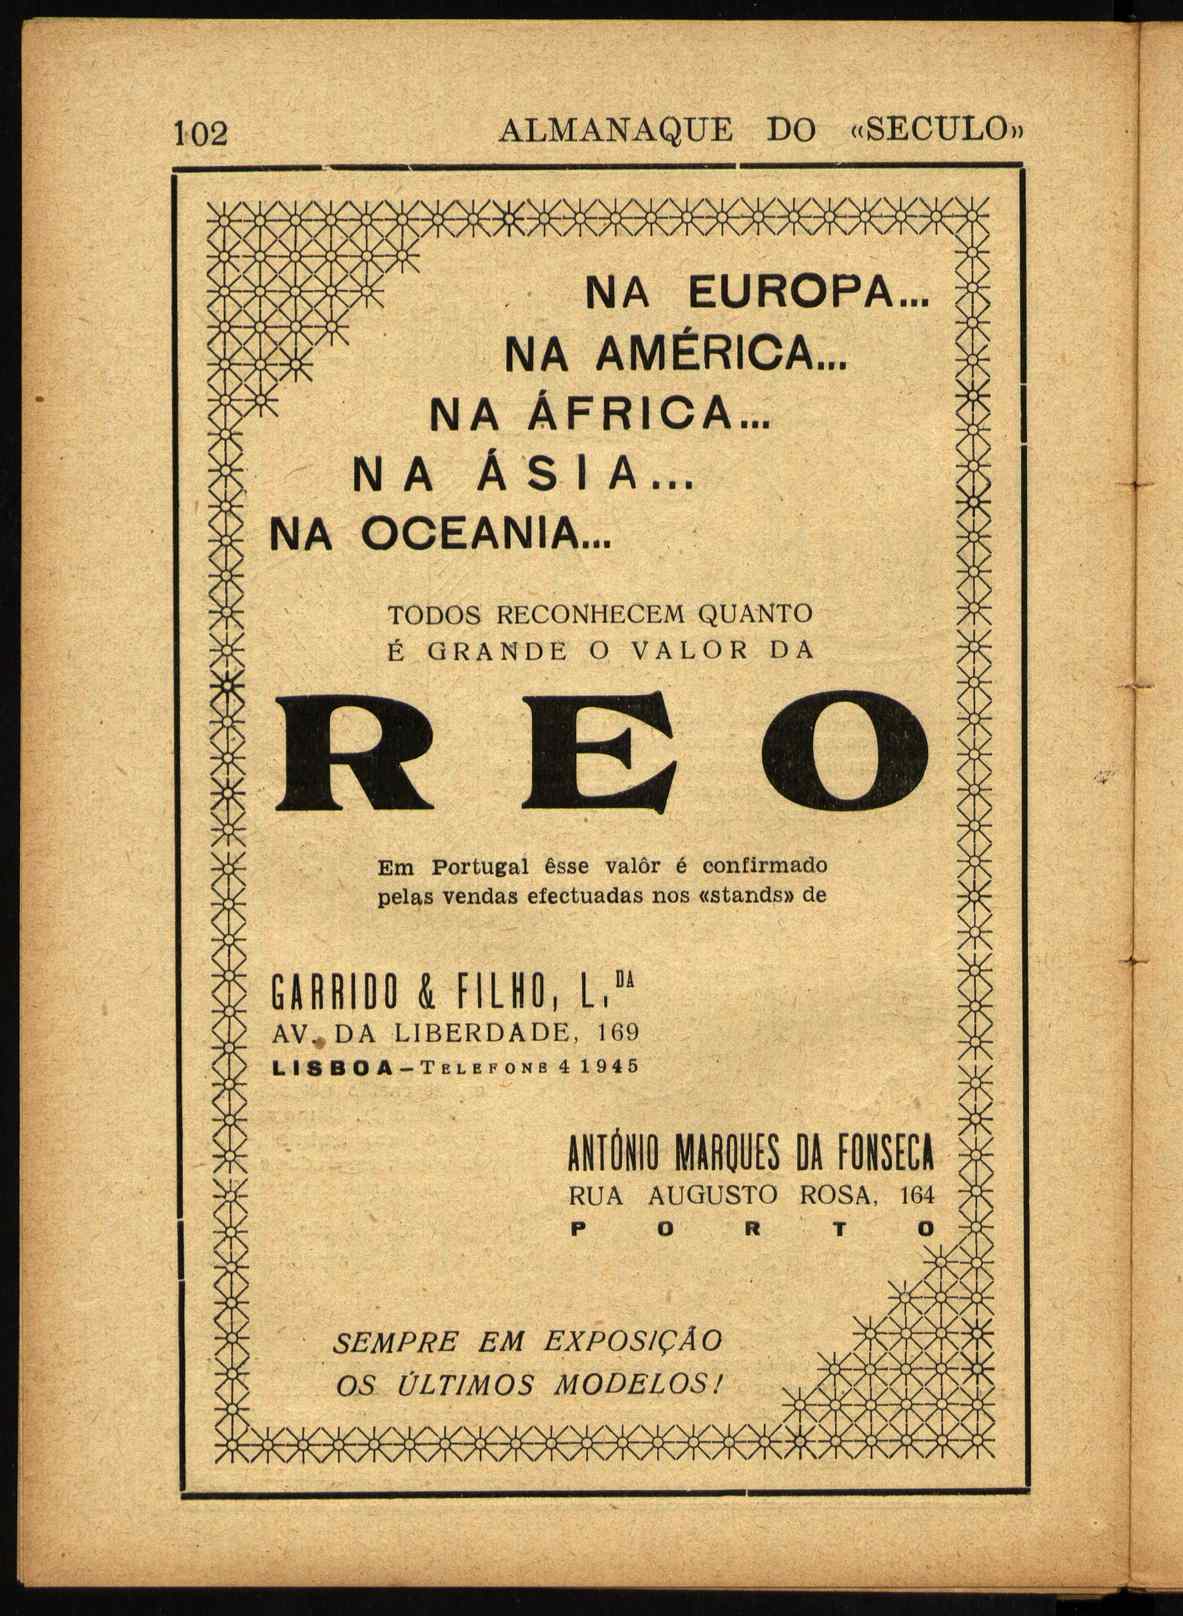 102 ALMANAQUE DO «SECULO»
NA EUROPA...
NA AMÉRICA...
NA ÁFRICA...
NA ÁSIA...
NA OCEANIA...
TODOS RECONHECEM QUANTO
É GRANDE O VALOR DA
REO
Em Portugal êsse valôr é confirmado
pelas vendas efectuadas nos «stands» de
GARRIDO & FILHO, L.DA
AV. DA LIBERDADE, 169
LISBOA—TELEFONE 4 1945
ANTÓNIO MARQUES DA FONSECA
RUA AUGUSTO ROSA, 164
PORTO
SEMPRE EM EXPOSIÇÃO
OS ÚLTIMOS MODELOS!